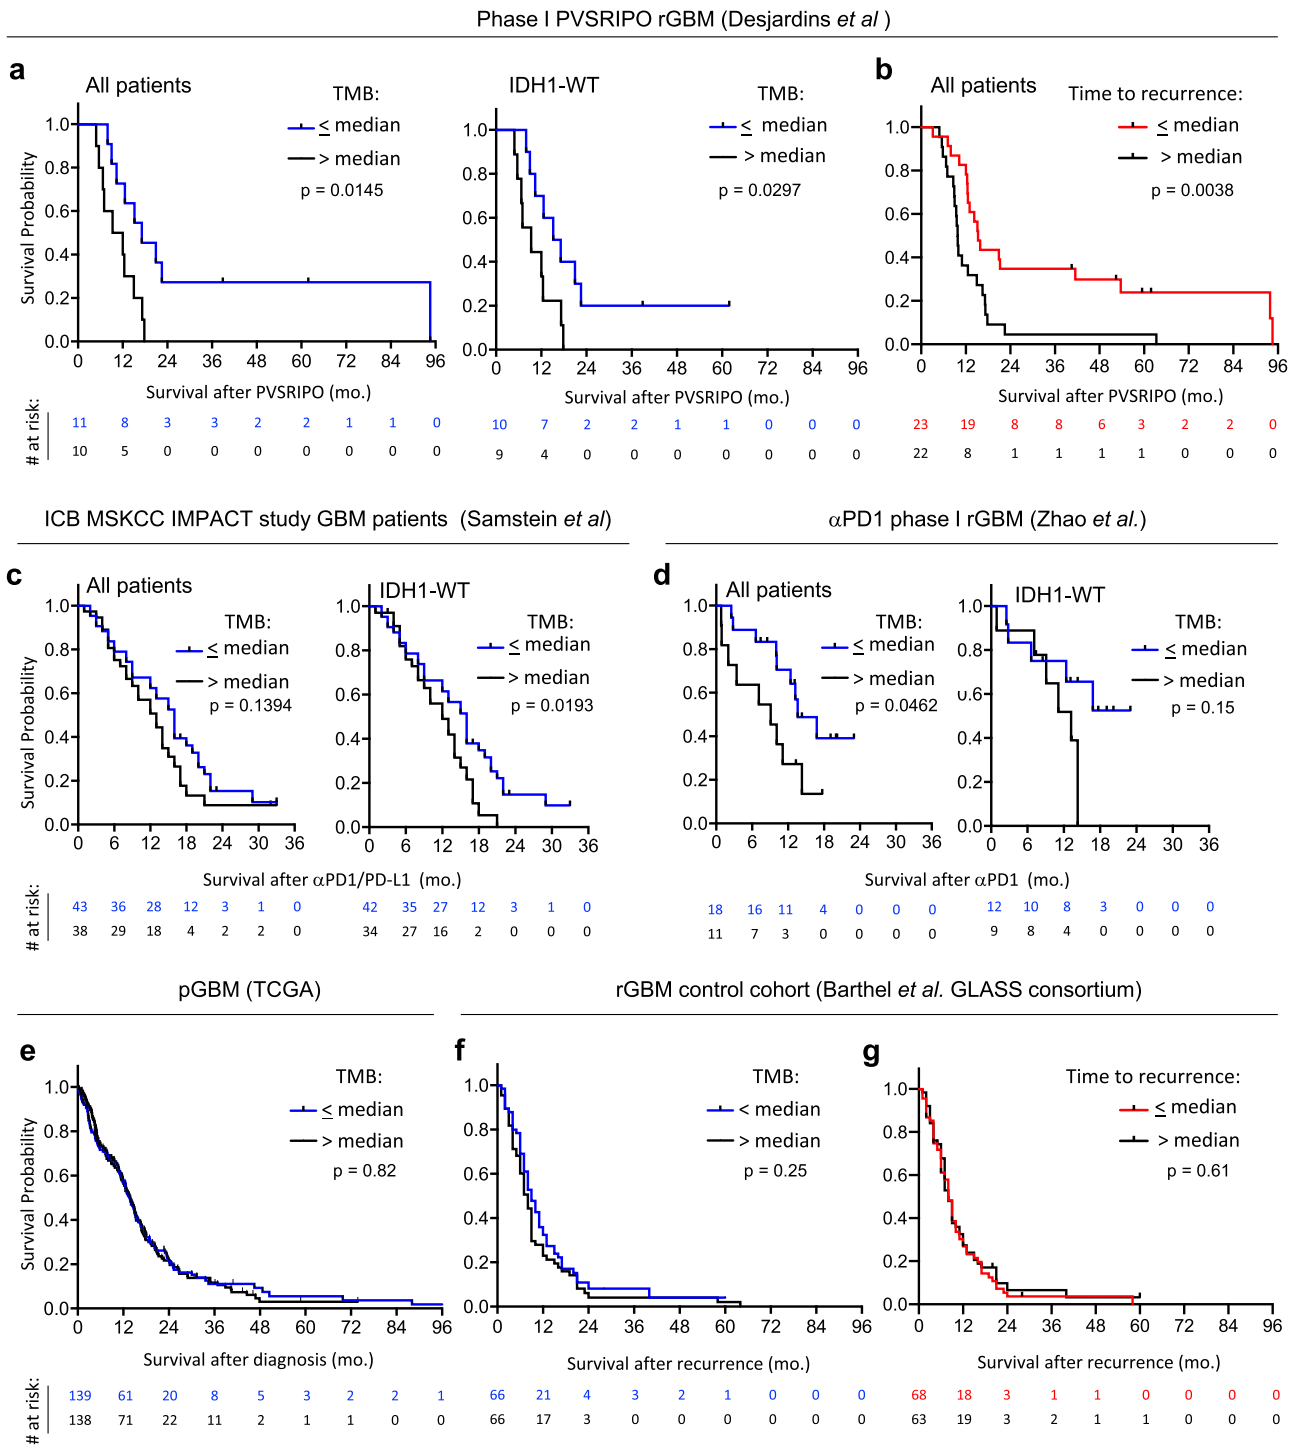 Phase I PVSRIPO rGBM (Desjardins et al )
a
All patients
TMB:
≤ median
> median
p = 0.0145
Survival Probability
1.0
0.8
0.6
0.4
0.2
0.0
0 12 24 36 48 60 72 84 96
Survival after PVSRIPO (mo.)
# at risk:
11 8 3 3 2 2 1 1 0
10 5 0 0 0 0 0 0 0
IDH1-WT
TMB:
≤ median
> median
p = 0.0297
1.0
0.8
0.6
0.4
0.2
0.0
0 12 24 36 48 60 72 84 96
Survival after PVSRIPO (mo.)
10 7 2 2 1 1 0 0 0
9 4 0 0 0 0 0 0 0
b
All patients
Time to recurrence:
≤ median
> median
p = 0.0038
1.0
0.8
0.6
0.4
0.2
0.0
0 12 24 36 48 60 72 84 96
Survival after PVSRIPO (mo.)
23 19 8 8 6 3 2 2 0
22 8 1 1 1 1 0 0 0
ICB MSKCC IMPACT study GBM patients (Samstein et al)
c
All patients
TMB:
≤ median
> median
p = 0.1394
Survival Probability
1.0
0.8
0.6
0.4
0.2
0.0
0 6 12 18 24 30 36
IDH1-WT
TMB:
≤ median
> median
p = 0.0193
1.0
0.8
0.6
0.4
0.2
0.0
0 6 12 18 24 30 36
Survival after αPD1/PD-L1 (mo.)
# at risk:
43 36 28 12 3 1 0
38 29 18 4 2 2 0
42 35 27 12 3 1 0
34 27 16 2 0 0 0
αPD1 phase I rGBM (Zhao et al.)
d
All patients
TMB:
≤ median
> median
p = 0.0462
1.0
0.8
0.6
0.4
0.2
0.0
0 6 12 18 24 30 36
IDH1-WT
TMB:
≤ median
> median
p = 0.15
1.0
0.8
0.6
0.4
0.2
0.0
0 6 12 18 24 30 36
Survival after αPD1 (mo.)
18 16 11 4 0 0 0
11 7 3 0 0 0 0
12 10 8 3 0 0 0
9 8 4 0 0 0 0
pGBM (TCGA)
e
TMB:
≤ median
> median
p = 0.82
Survival Probability
1.0
0.8
0.6
0.4
0.2
0.0
0 12 24 36 48 60 72 84 96
Survival after diagnosis (mo.)
# at risk:
139 61 20 8 5 3 2 2 1
138 71 22 11 2 1 1 0 0
rGBM control cohort (Barthel et al. GLASS consortium)
f
TMB:
< median
> median
p = 0.25
1.0
0.8
0.6
0.4
0.2
0.0
0 12 24 36 48 60 72 84 96
Survival after recurrence (mo.)
66 21 4 3 2 1 0 0 0
66 17 3 0 0 0 0 0 0
g
Time to recurrence:
≤ median
> median
p = 0.61
1.0
0.8
0.6
0.4
0.2
0.0
0 12 24 36 48 60 72 84 96
Survival after recurrence (mo.)
68 18 3 1 1 0 0 0 0
63 19 3 2 1 1 0 0 0